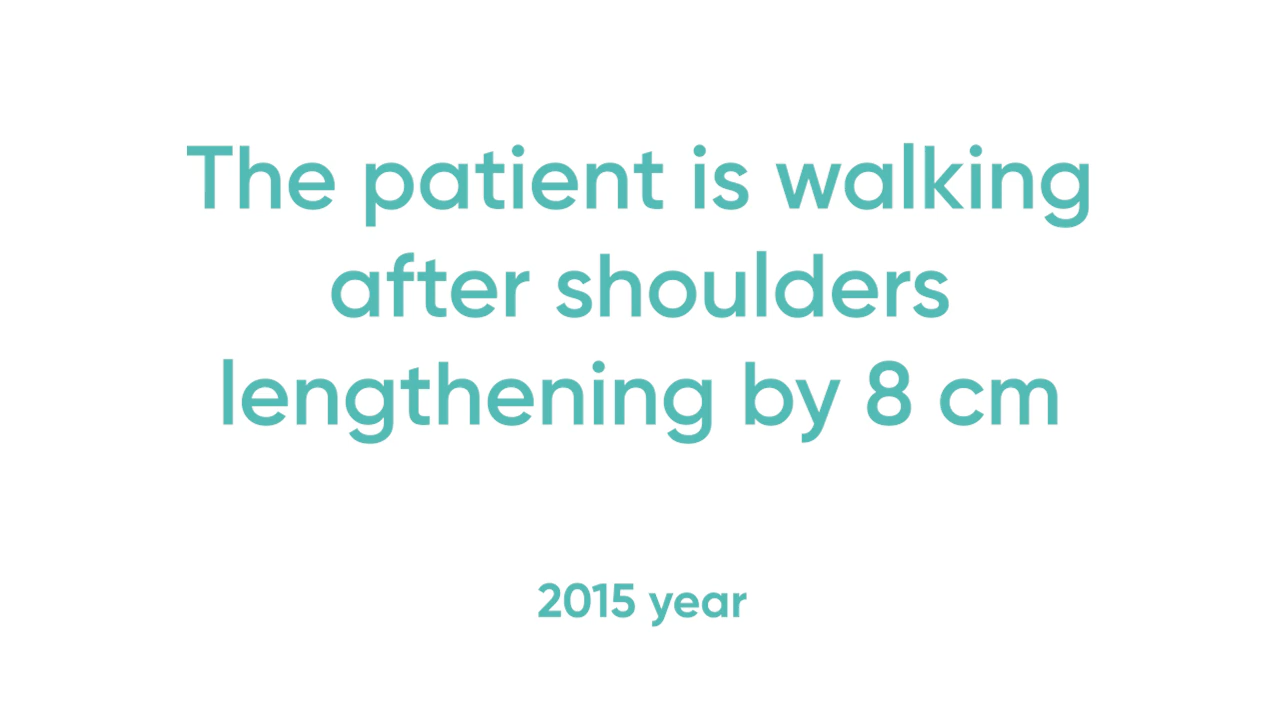 The patient is walking
after shoulders
lengthening by 8 cm
2015 year